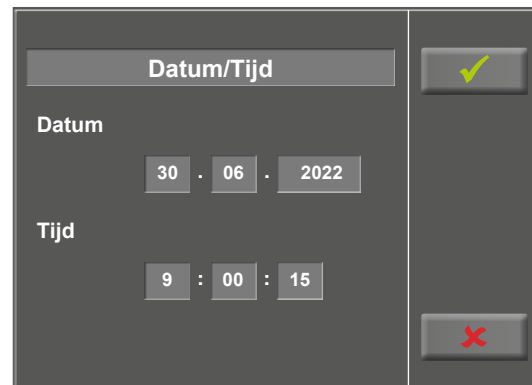 Datum/Tijd
Datum
30 . 06 . 2022
Tijd
9 : 00 : 15